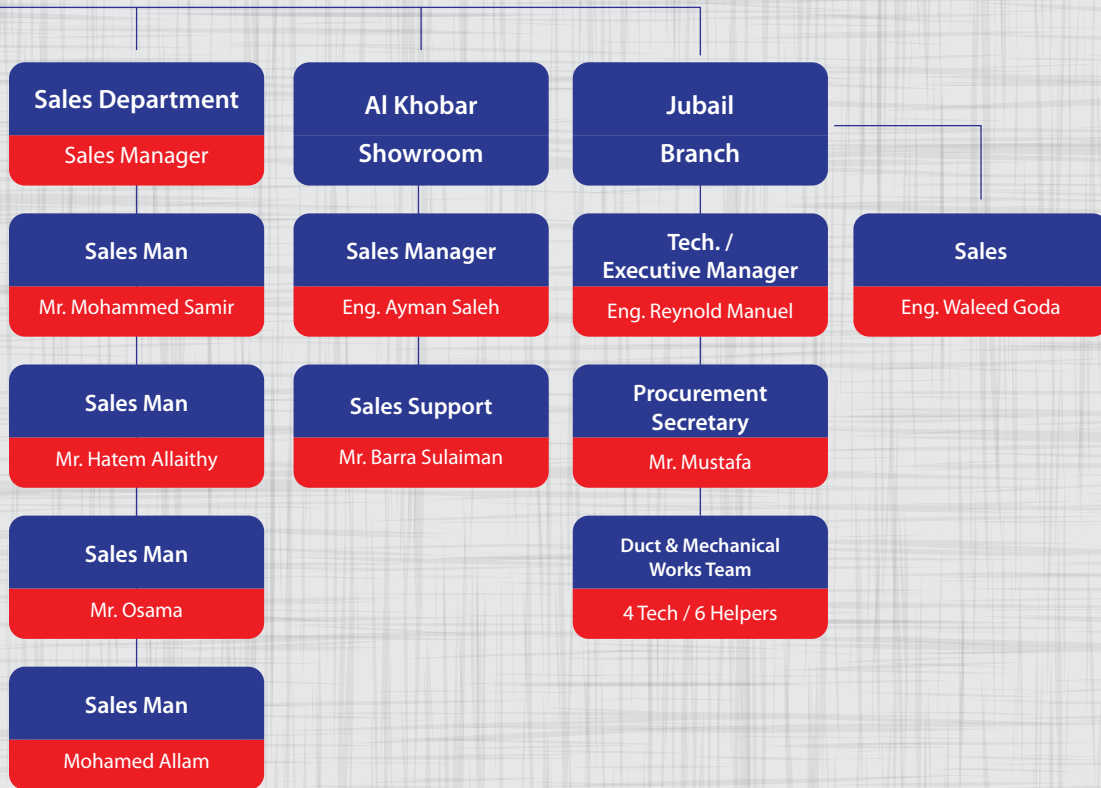 Sales Department
Sales Manager
Al Khobar
Showroom
Jubail
Branch
Sales Man
Mr. Mohammed Samir
Sales Manager
Eng. Ayman Saleh
Tech. /
Executive Manager
Eng. Reynold Manuel
Sales
Eng. Waleed Goda
Sales Man
Mr. Hatem Allaithy
Sales Support
Mr. Barra Sulaiman
Procurement
Secretary
Mr. Mustafa
Sales Man
Mr. Osama
Duct & Mechanical
Works Team
4 Tech / 6 Helpers
Sales Man
Mohamed Allam